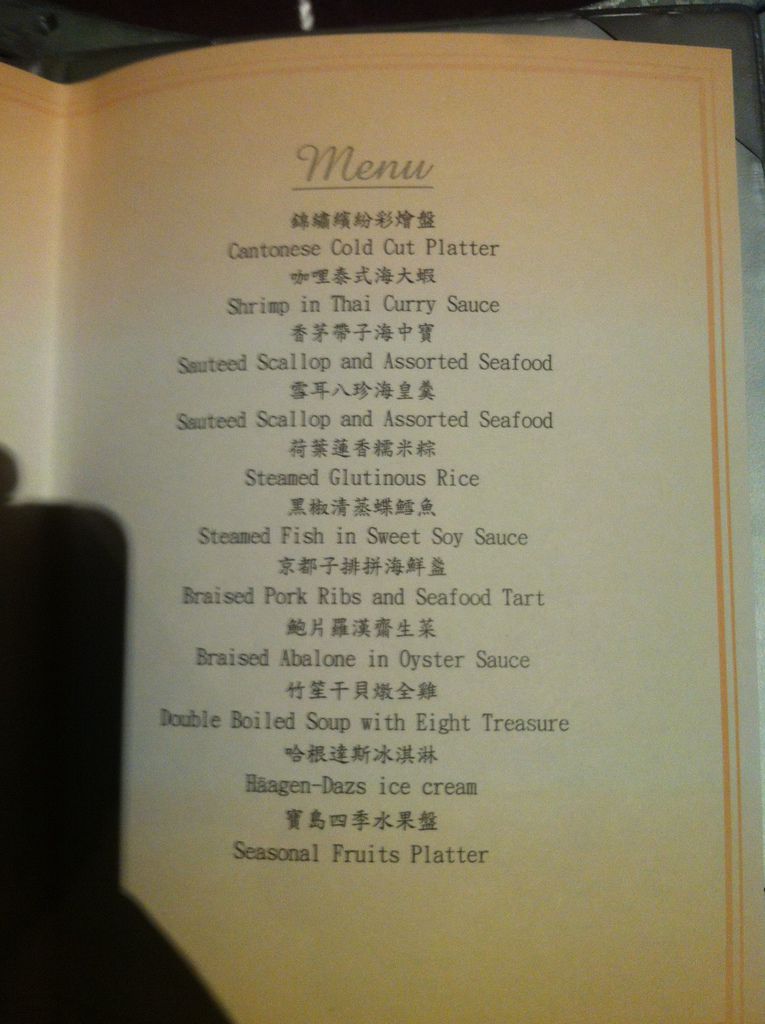 Menu
錦繡繽紛彩燴盤
Cantonese Cold Cut Platter
咖哩泰式海大蝦
Shrimp in Thai Curry Sauce
香茅帶子海中寶
Sauteed Scallop and Assorted Seafood
雪耳八珍海皇羹
Sauteed Scallop and Assorted Seafood
荷葉蓮香糯米粽
Steamed Glutinous Rice
黑椒清蒸蝶鱈魚
Steamed Fish in Sweet Soy Sauce
京都子排拼海鮮盞
Braised Pork Ribs and Seafood Tart
鮑片羅漢齋生菜
Braised Abalone in Oyster Sauce
竹笙干貝燉全雞
Double Boiled Soup with Eight Treasure
哈根達斯冰淇淋
Häagen-Dazs ice cream
寶島四季水果盤
Seasonal Fruits Platter